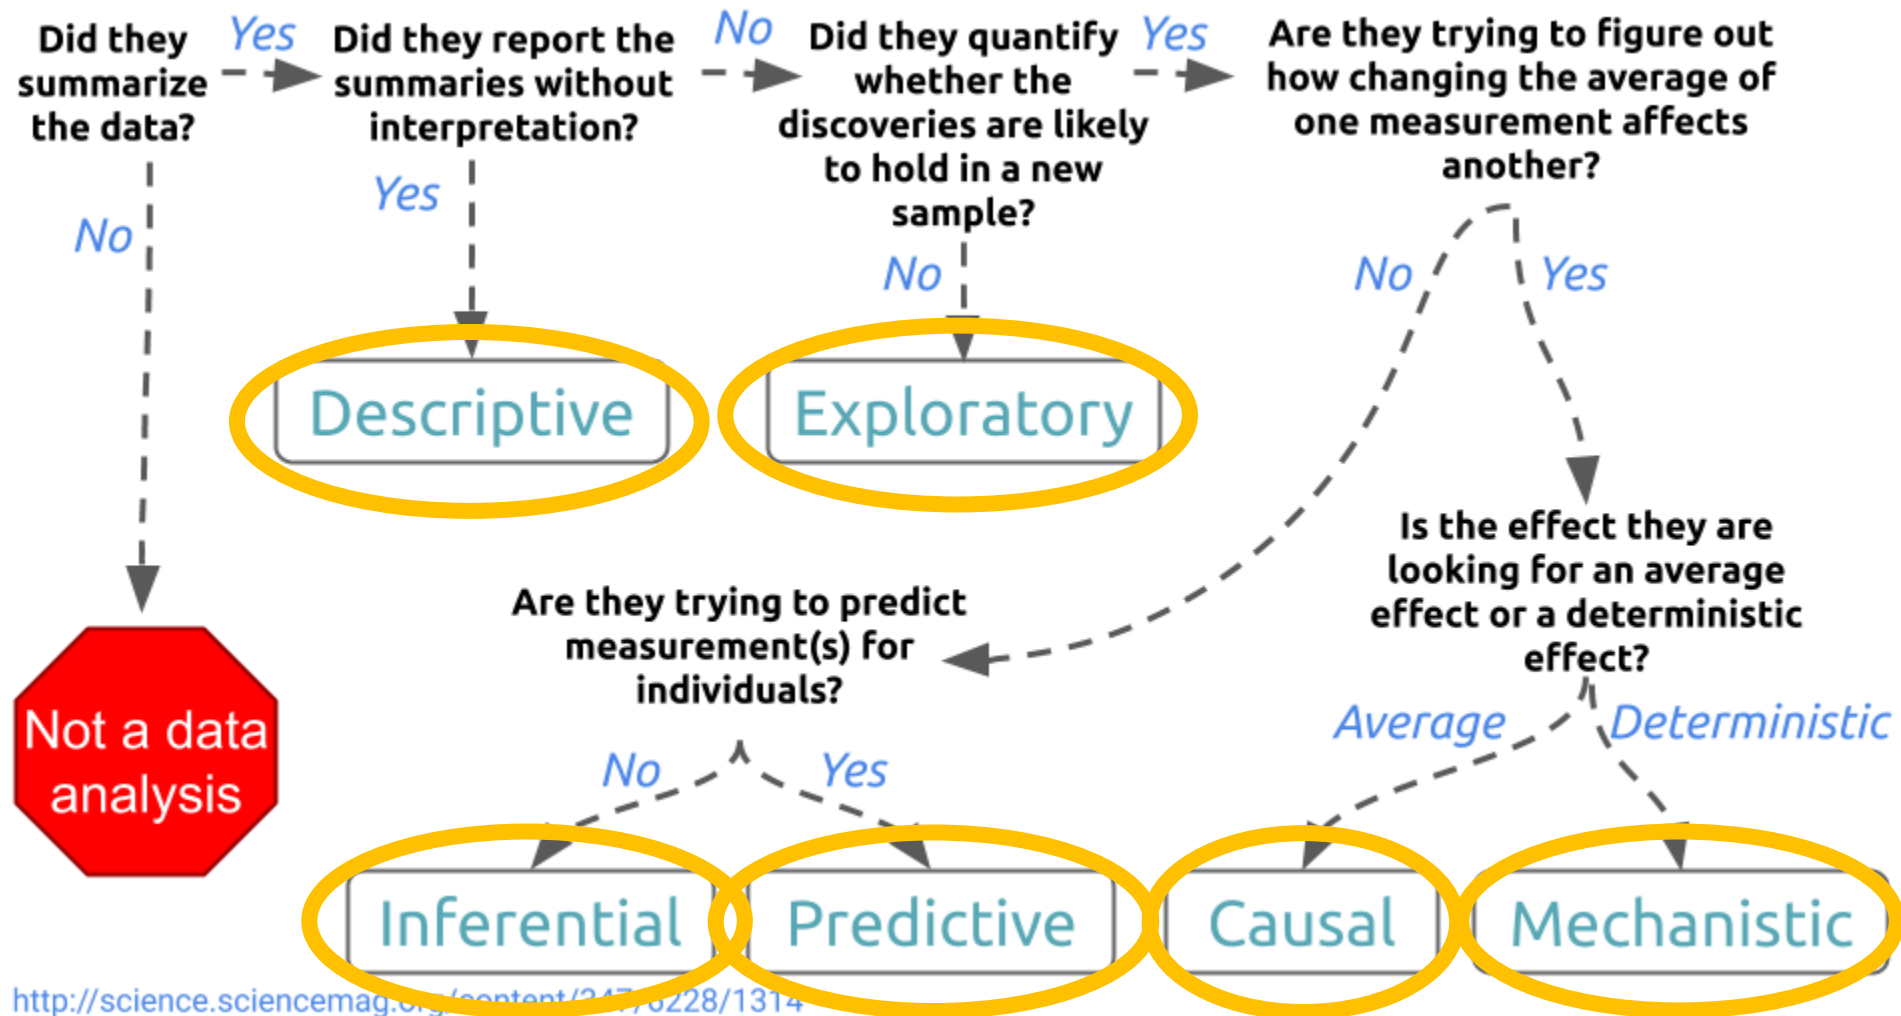 Did they
summarize
the data?
Yes
Did they report the
summaries without
interpretation?
No
Did they quantify
whether the
discoveries are likely
to hold in a new
sample?
Yes
Are they trying to figure out
how changing the average of
one measurement affects
another?
No
Yes
No
No
Yes
Descriptive
Exploratory
Is the effect they are
looking for an average
effect or a deterministic
effect?
Are they trying to predict
measurement(s) for
individuals?
Average
Deterministic
No
Yes
Not a data
analysis
Inferential
Predictive
Causal
Mechanistic
http://science.sciencemag.org/content/347/6228/1314